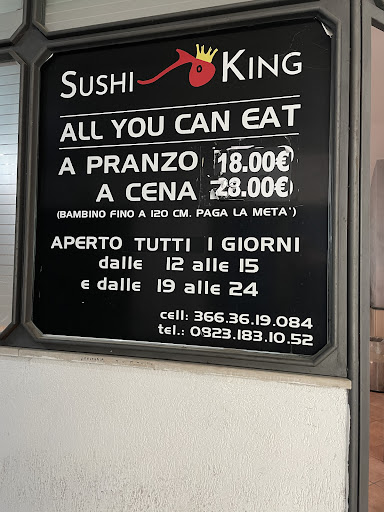 SUSHI KING
ALL YOU CAN EAT
A PRANZO 18.00€
A CENA 28.00€
(BAMBINO FINO A 120 CM. PAGA LA META')
APERTO TUTTI I GIORNI
dalle 12 alle 15
e dalle 19 alle 24
cell: 366.36.19.084
tel.: 0923.183.10.52